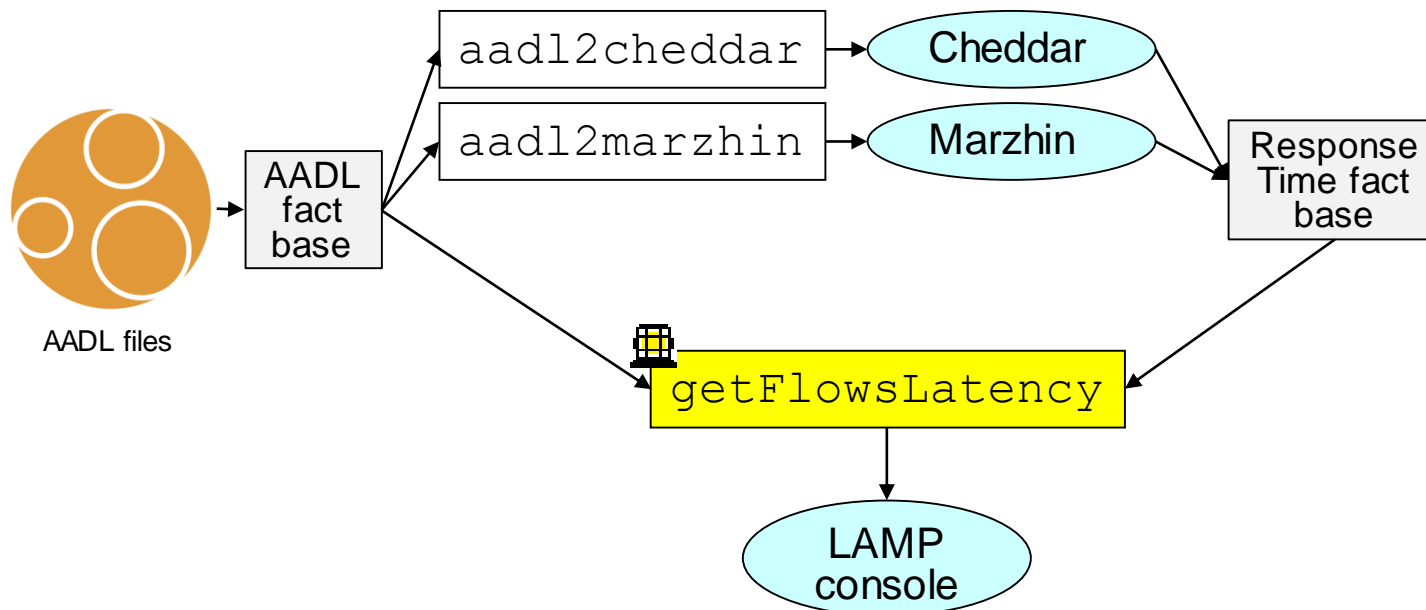 aadl2cheddar
Cheddar
aadl2marzhin
Marzhin
AADL
fact
base
Response
Time fact
base
AADL files
getFlowsLatency
LAMP
console